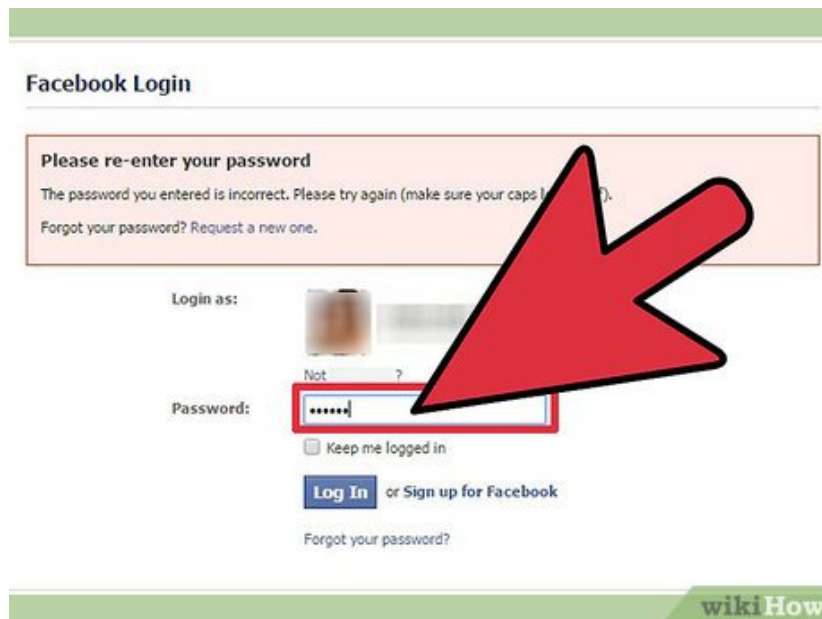 Facebook Login
Please re-enter your password
The password you entered is incorrect. Please try again (make sure your caps
Forgot your password? Request a new one.
Login as:
Not ?
Password:
Keep me logged in
Log In or Sign up for Facebook
Forgot your password?
wikiHow